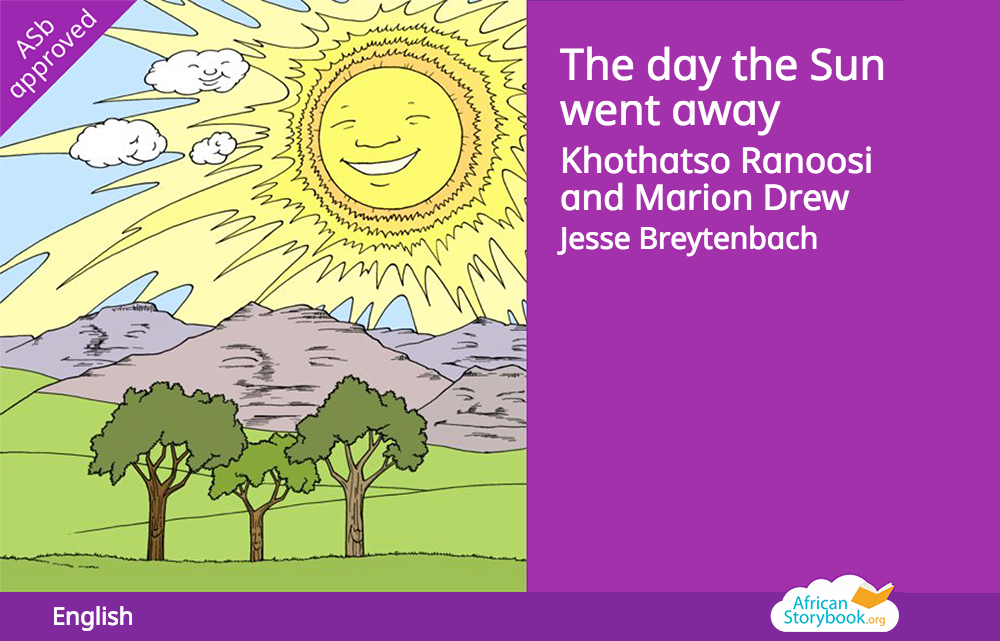 ASb
approved
The day the Sun
went away
Khothatso Ranoosi
and Marion Drew
Jesse Breytenbach
English
African
Storybook.org